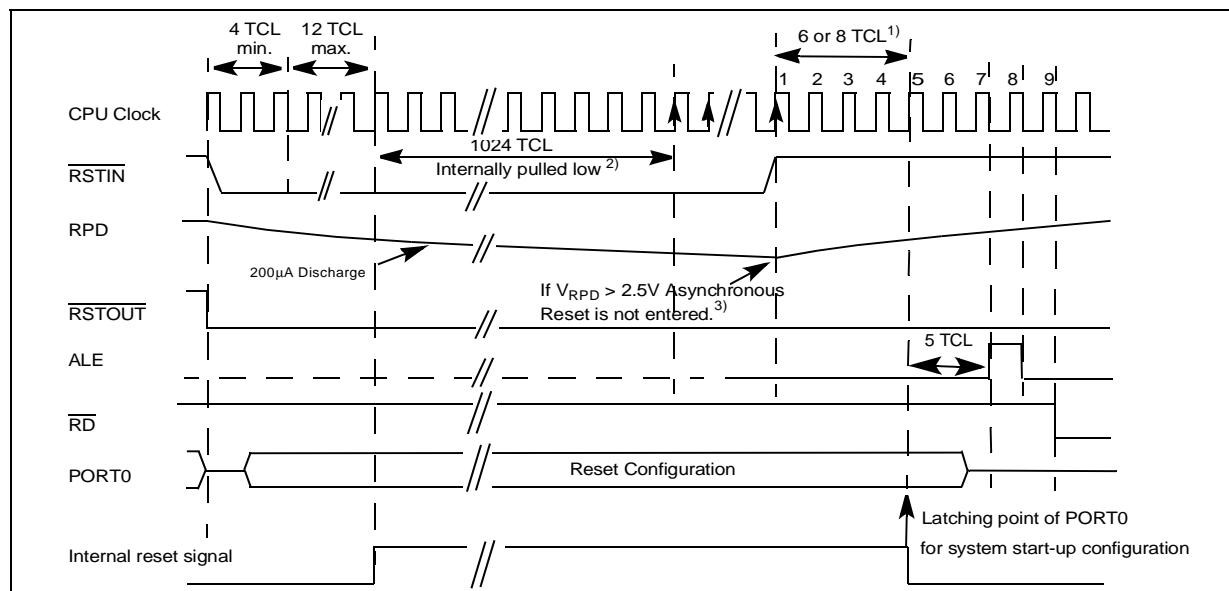 4 TCL
min.
12 TCL
max.
6 or 8 TCL1)
1 2 3 4 5 6 7 8 9
CPU Clock
1024 TCL
Internally pulled low 2)
RSTIN
RPD
200µA Discharge
If VRPD > 2.5V Asynchronous
Reset is not entered.3)
RSTOUT
5 TCL
ALE
RD
PORT0
Reset Configuration
Latching point of PORT0
for system start-up configuration
Internal reset signal